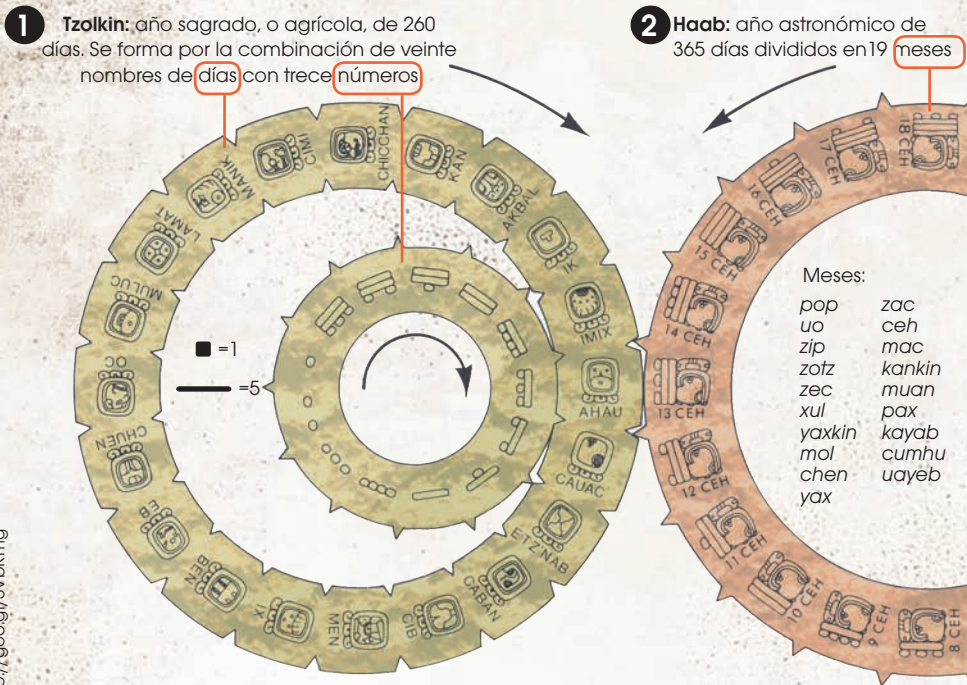 1
Tzolkin: año sagrado, o agrícola, de 260
días. Se forma por la combinación de veinte
nombres de días con trece números
2
Haab: año astronómico de
365 días divididos en19 meses
CHICCHAN
KAN
AKBAL
IK
IMIX
AHAU
CAUAC
ETZNAB
CABAN
CIB
MEN
IX
BEN
EB
CHUEN
OC
MULUC
LAMAT
MANIK
CIMI
=1
=5
18 CEH
17 CEH
16 CEH
15 CEH
14 CEH
13 CEH
12 CEH
11 CEH
10 CEH
9 CEH
8 CEH
Meses:
pop zac
uo ceh
zip mac
zotz kankin
zec muan
xul pax
yaxkin kayab
mol cumhu
chen uayeb
yax